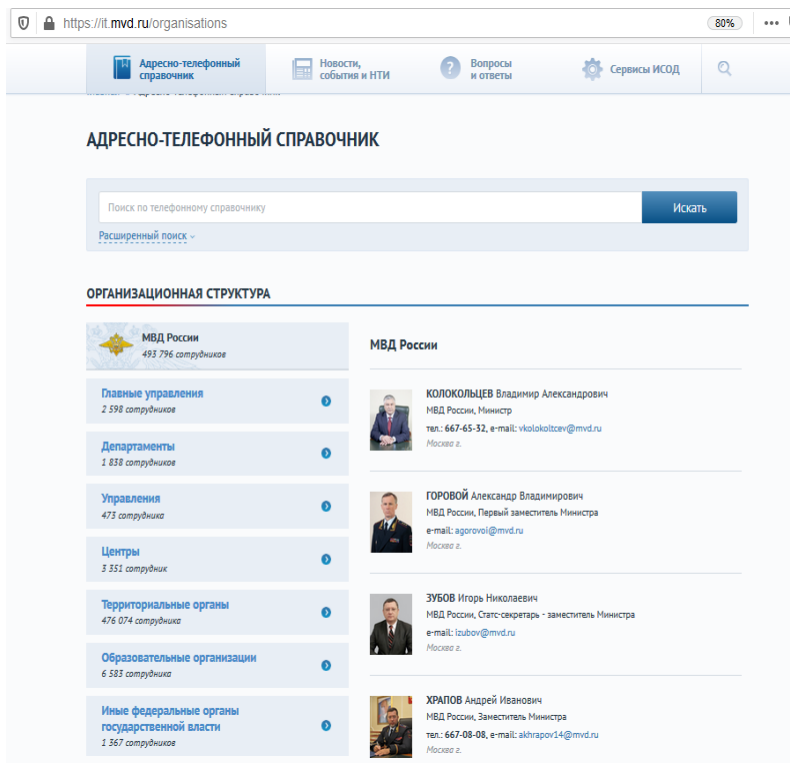 https://it.mvd.ru/organisations
80%
Адресно-телефонный
справочник
Новости,
события и НТИ
Вопросы
и ответы
Сервисы ИСОД
АДРЕСНО-ТЕЛЕФОННЫЙ СПРАВОЧНИК
Поиск по телефонному справочнику
Искать
Расширенный поиск
ОРГАНИЗАЦИОННАЯ СТРУКТУРА
МВД России
493 796 сотрудников
Главные управления
2 598 сотрудников
Департаменты
1 838 сотрудников
Управления
473 сотрудника
Центры
3 351 сотрудник
Территориальные органы
476 074 сотрудника
Образовательные организации
6 583 сотрудника
Иные федеральные органы
государственной власти
1 367 сотрудников
МВД России
КОЛОКОЛЬЦЕВ Владимир Александрович
МВД России, Министр
тел.: 667-65-32, e-mail: vkolokoltcev@mvd.ru
Москва г.
ГОРОВОЙ Александр Владимирович
МВД России, Первый заместитель Министра
e-mail: agorovoi@mvd.ru
Москва г.
ЗУБОВ Игорь Николаевич
МВД России, Статс-секретарь - заместитель Министра
e-mail: izubov@mvd.ru
Москва г.
ХРАПОВ Андрей Иванович
МВД России, Заместитель Министра
тел.: 667-08-08, e-mail: akhrapov14@mvd.ru
Москва г.